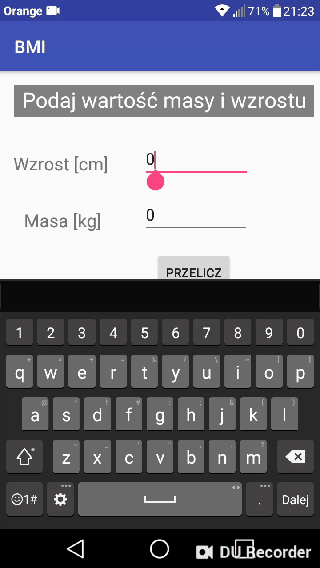 Orange 71% 21:23
BMI
Podaj wartość masy i wzrostu
Wzrost [cm] 0
Masa [kg] 0
PRZELICZ
1 2 3 4 5 6 7 8 9 0
q w e r t y u i o p
a s d f g h j k l
z x c v b n m
1# . Dalej
DU Recorder